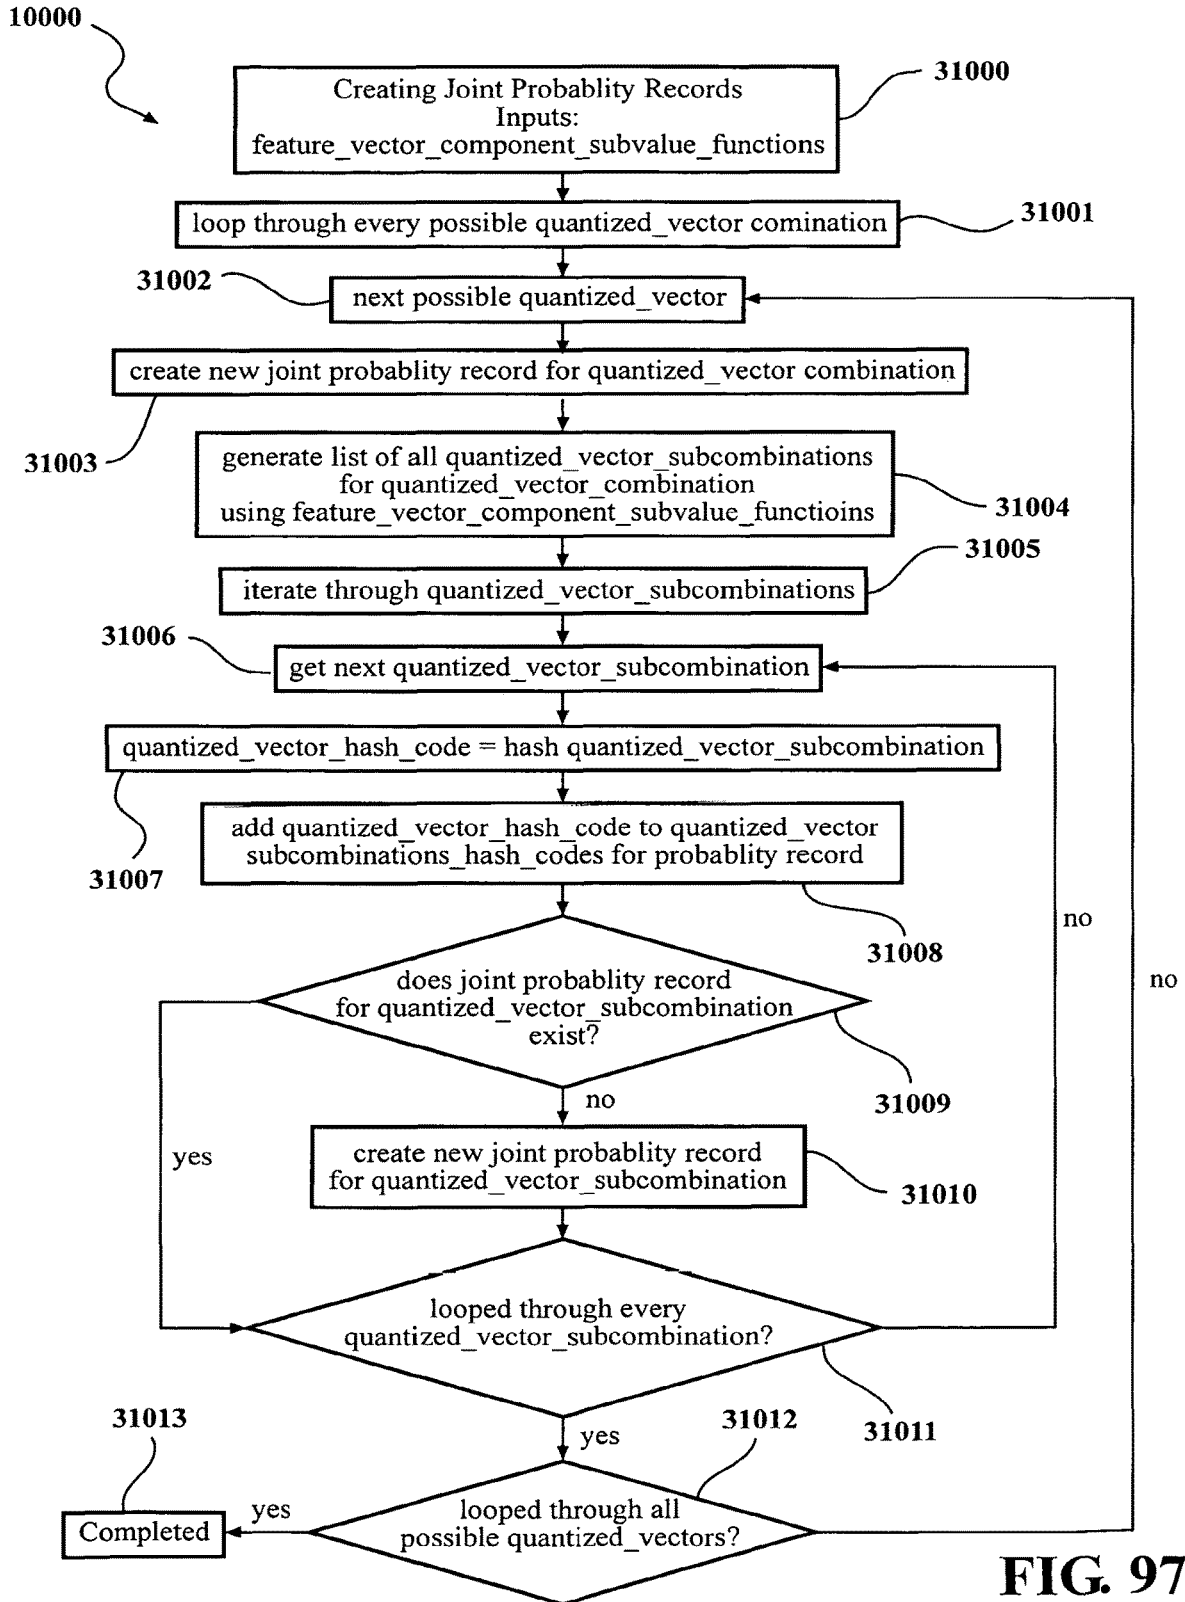 10000
31000
Creating Joint Probablity Records
Inputs:
feature_vector_component_subvalue_functions
31001
loop through every possible quantized_vector comination
31002
next possible quantized_vector
create new joint probablity record for quantized_vector combination
31003
generate list of all quantized_vector_subcombinations
for quantized_vector_combination
using feature_vector_component_subvalue_functioins
31004
31005
iterate through quantized_vector_subcombinations
31006
get next quantized_vector_subcombination
quantized_vector_hash_code = hash quantized_vector_subcombination
31007
add quantized_vector_hash_code to quantized_vector
subcombinations_hash_codes for probablity record
31008
no
no
does joint probablity record
for quantized_vector_subcombination
exist?
31009
no
yes
create new joint probablity record
for quantized_vector_subcombination
31010
looped through every
quantized_vector_subcombination?
31011
yes
31012
31013
yes
Completed
looped through all
possible quantized_vectors?
FIG. 97